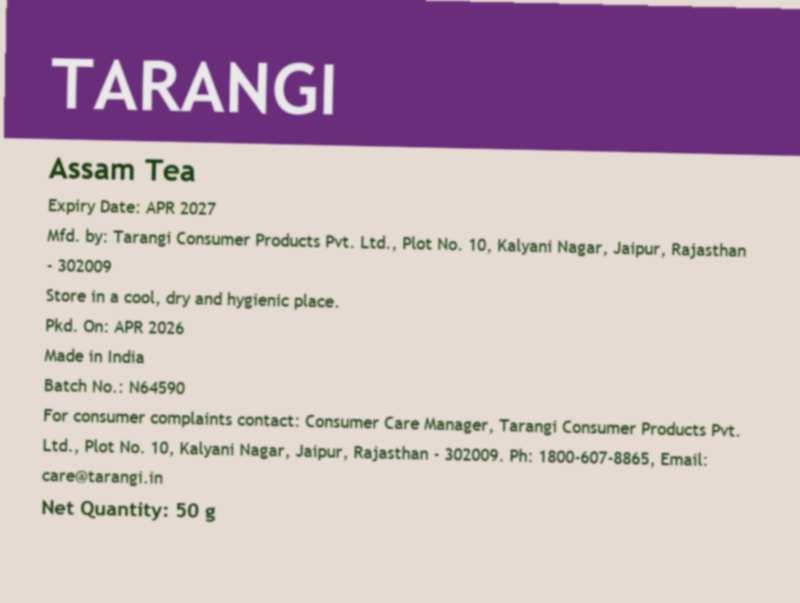 TARANGI
Assam Tea
Expiry Date: APR 2027
Mfd. by: Tarangi Consumer Products Pvt. Ltd., Plot No. 10, Kalyani Nagar, Jaipur, Rajasthan
- 302009
Store in a cool, dry and hygienic place.
Pkd. On: APR 2026
Made in India
Batch No.: N64590
For consumer complaints contact: Consumer Care Manager, Tarangi Consumer Products Pvt.
Ltd., Plot No. 10, Kalyani Nagar, Jaipur, Rajasthan - 302009. Ph: 1800-607-8865, Email:
care@tarangi.in
Net Quantity: 50 g